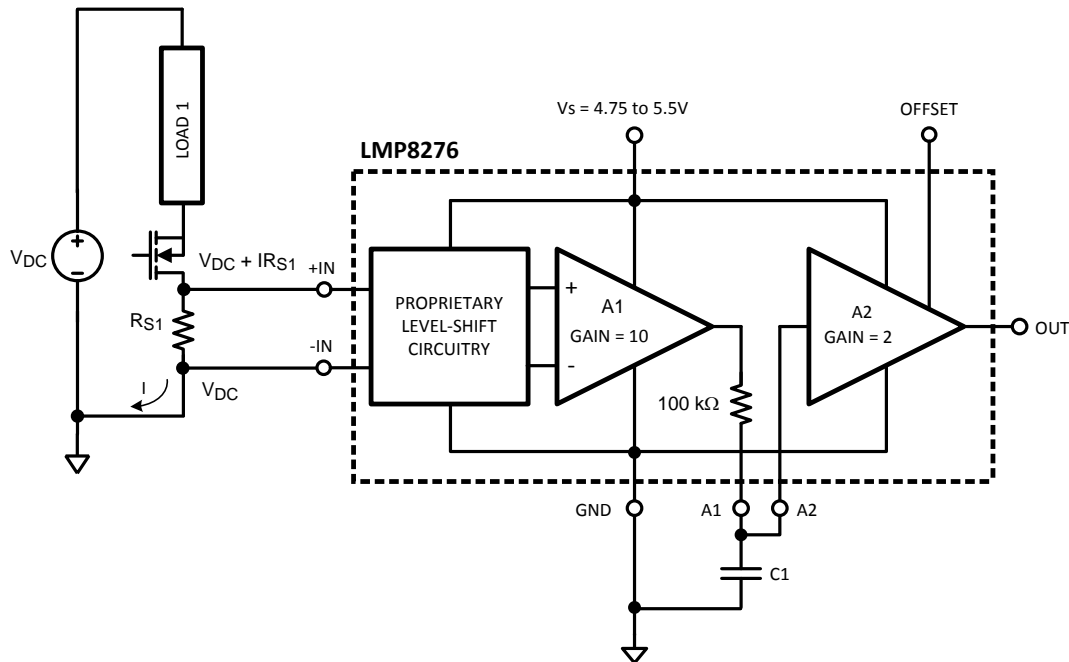 Vs = 4.75 to 5.5V
OFFSET
LMP8276
LOAD 1
VDC
+
−
VDC + IRS1
+IN
RS1
-IN
I
VDC
PROPRIETARY
LEVEL-SHIFT
CIRCUITRY
+
A1
GAIN = 10
-
A2
GAIN = 2
OUT
100 kΩ
GND
A1
A2
C1